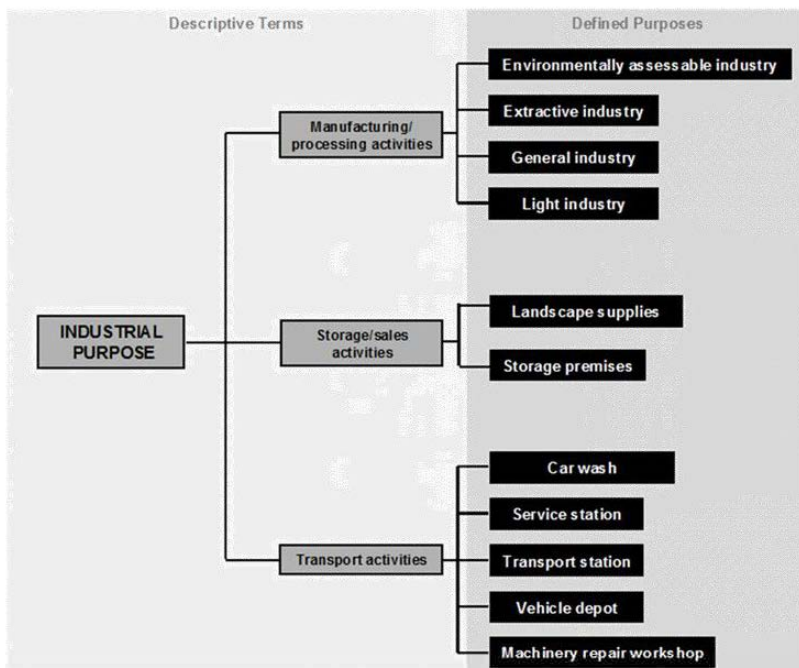 Descriptive Terms
Defined Purposes
Environmentally assessable industry
Extractive industry
Manufacturing/
processing activities
General industry
Light industry
Landscape supplies
INDUSTRIAL
PURPOSE
Storage/sales
activities
Storage premises
Car wash
Service station
Transport activities
Transport station
Vehicle depot
Machinery repair workshop